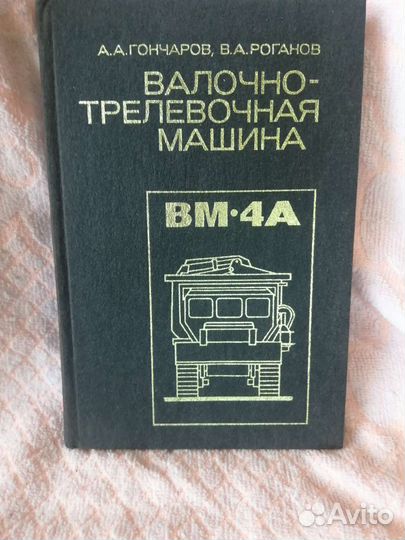 А.А.ГОНЧАРОВ, В.А.РОГАНОВ
ВАЛОЧНО-
ТРЕЛЕВОЧНАЯ
МАШИНА
ВМ·4А
Avito